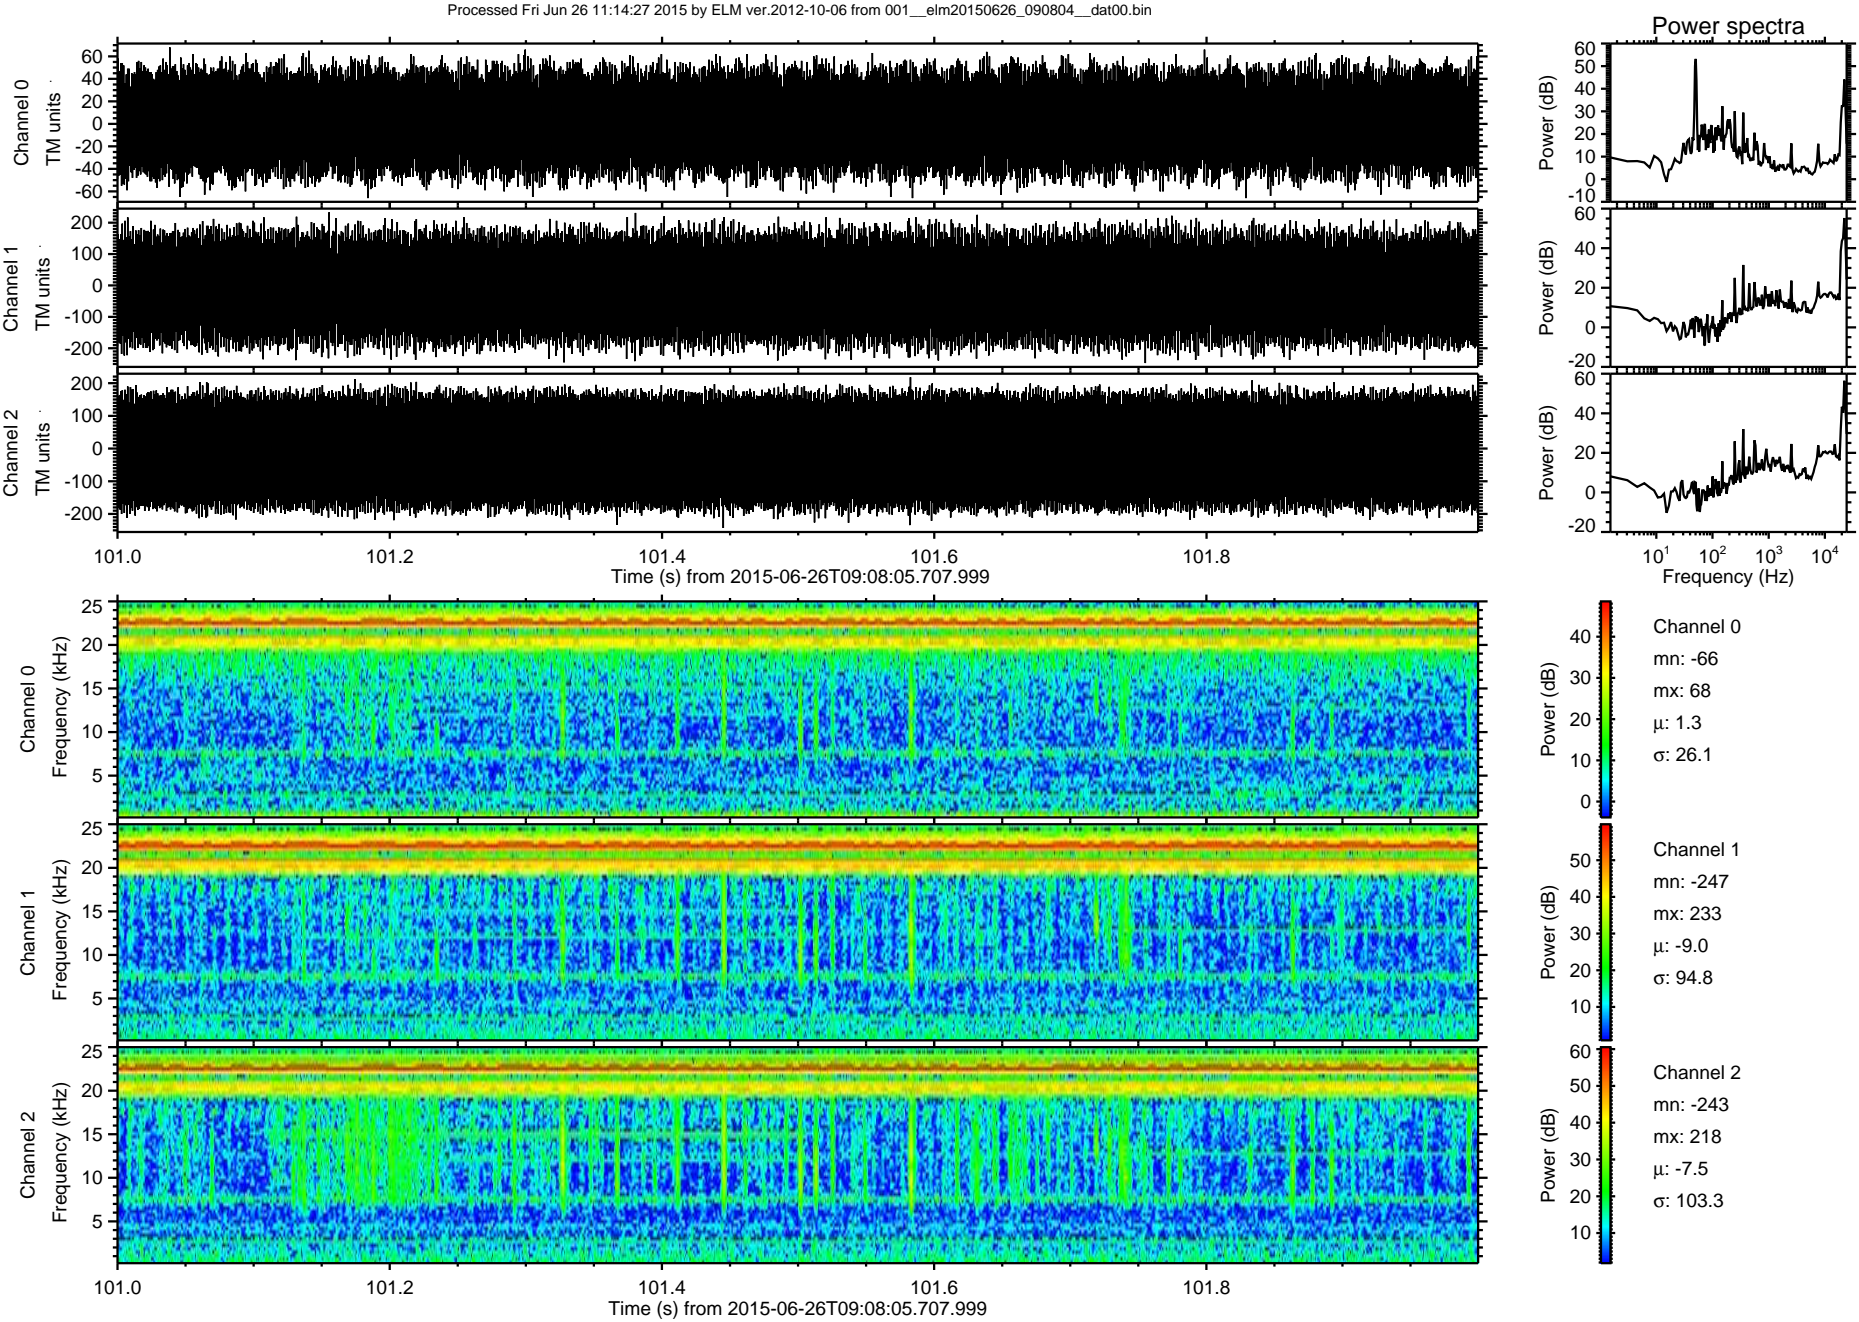 Processed Fri Jun 26 11:14:27 2015 by ELM ver.2012-10-06 from 001__elm20150626_090804__dat00.bin
Power spectra
Channel 0
TM units
60
40
20
0
-20
-40
-60
Power (dB)
60
50
40
30
20
10
0
-10
Channel 1
TM units
200
100
0
-100
-200
Power (dB)
60
40
20
0
-20
Channel 2
TM units
200
100
0
-100
-200
Power (dB)
60
40
20
0
-20
101.0 101.2 101.4 101.6 101.8
Time (s) from 2015-06-26T09:08:05.707.999
10^1 10^2 10^3 10^4
Frequency (Hz)
Channel 0
Frequency (kHz)
25
20
15
10
5
Power (dB)
40
30
20
10
0
Channel 0
mn: -66
mx: 68
μ: 1.3
σ: 26.1
Channel 1
Frequency (kHz)
25
20
15
10
5
Power (dB)
50
40
30
20
10
Channel 1
mn: -247
mx: 233
μ: -9.0
σ: 94.8
Channel 2
Frequency (kHz)
25
20
15
10
5
Power (dB)
60
50
40
30
20
10
Channel 2
mn: -243
mx: 218
μ: -7.5
σ: 103.3
101.0 101.2 101.4 101.6 101.8
Time (s) from 2015-06-26T09:08:05.707.999